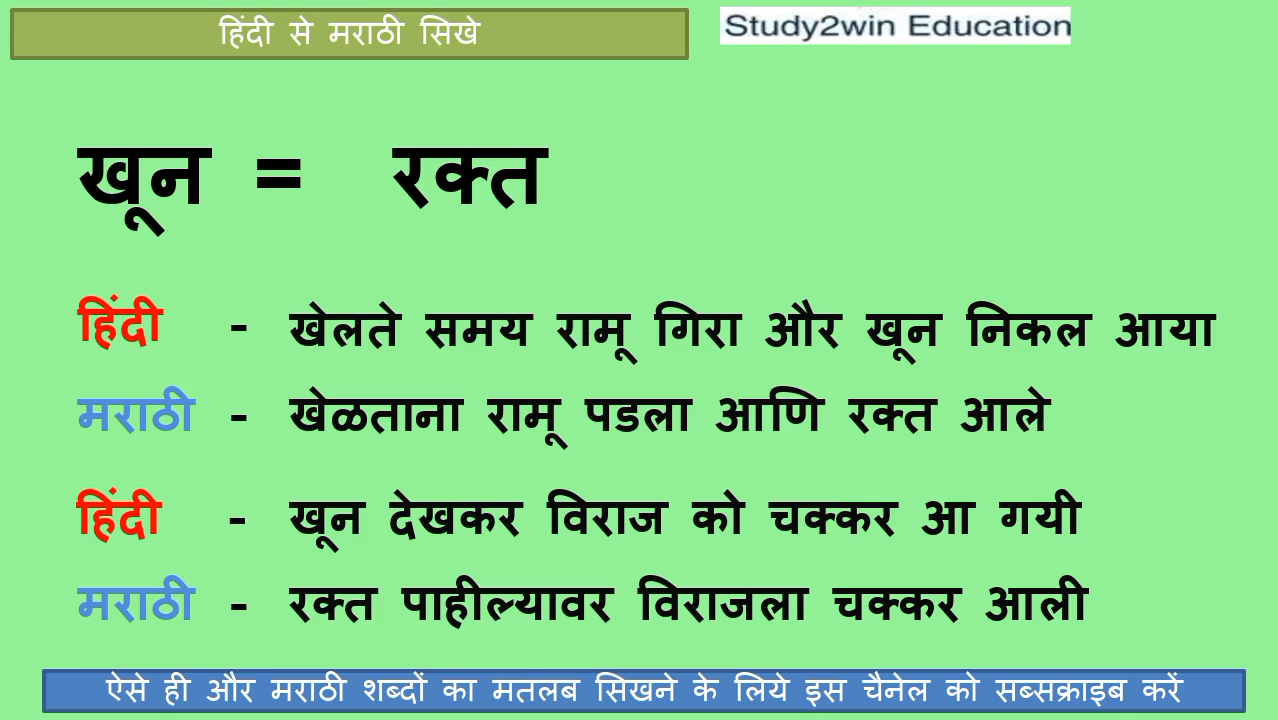 हिंदी से मराठी सिखे
Study2win Education
खून = रक्त
हिंदी - खेलते समय रामू गिरा और खून निकल आया
मराठी - खेळताना रामू पडला आणि रक्त आले
हिंदी - खून देखकर विराज को चक्कर आ गयी
मराठी - रक्त पाहील्यावर विराजला चक्कर आली
ऐसे ही और मराठी शब्दों का मतलब सिखने के लिये इस चैनेल को सब्सक्राइब करें